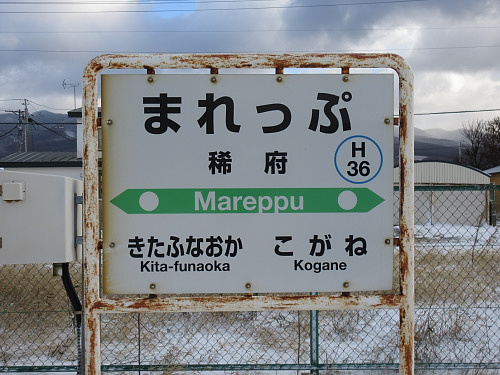 まれっぷ
稀府
H
36
Mareppu
きたふなおか こがね
Kita-funaoka Kogane